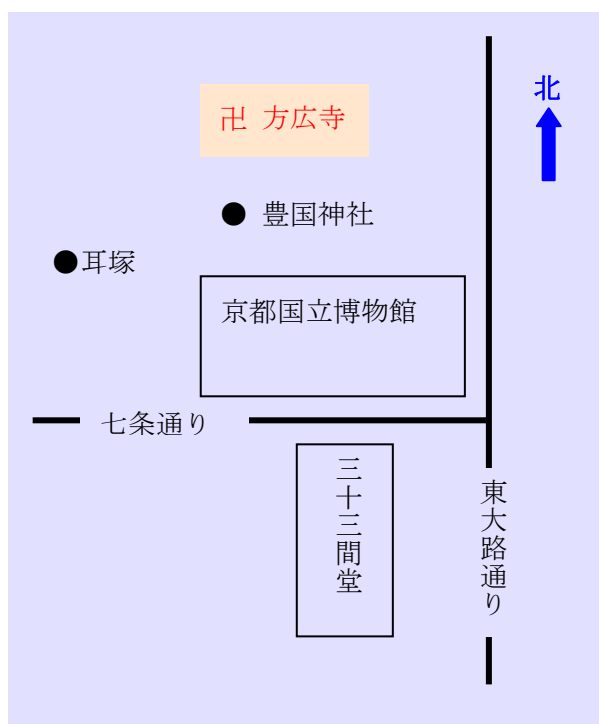 北
卍 方広寺
● 豊国神社
●耳塚
京都国立博物館
七条通り
三十三間堂
東大路通り